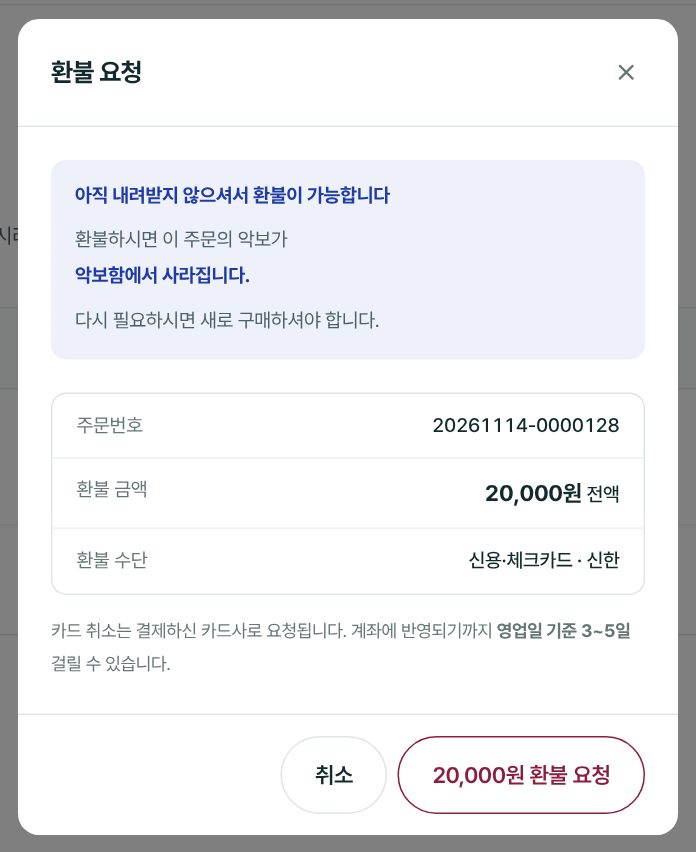 환불 요청
아직 내려받지 않으셔서 환불이 가능합니다
환불하시면 이 주문의 악보가
악보함에서 사라집니다.
다시 필요하시면 새로 구매하셔야 합니다.
주문번호 20261114-0000128
환불 금액 20,000원 전액
환불 수단 신용·체크카드 · 신한
카드 취소는 결제하신 카드사로 요청됩니다. 계좌에 반영되기까지 영업일 기준 3~5일
걸릴 수 있습니다.
취소 20,000원 환불 요청